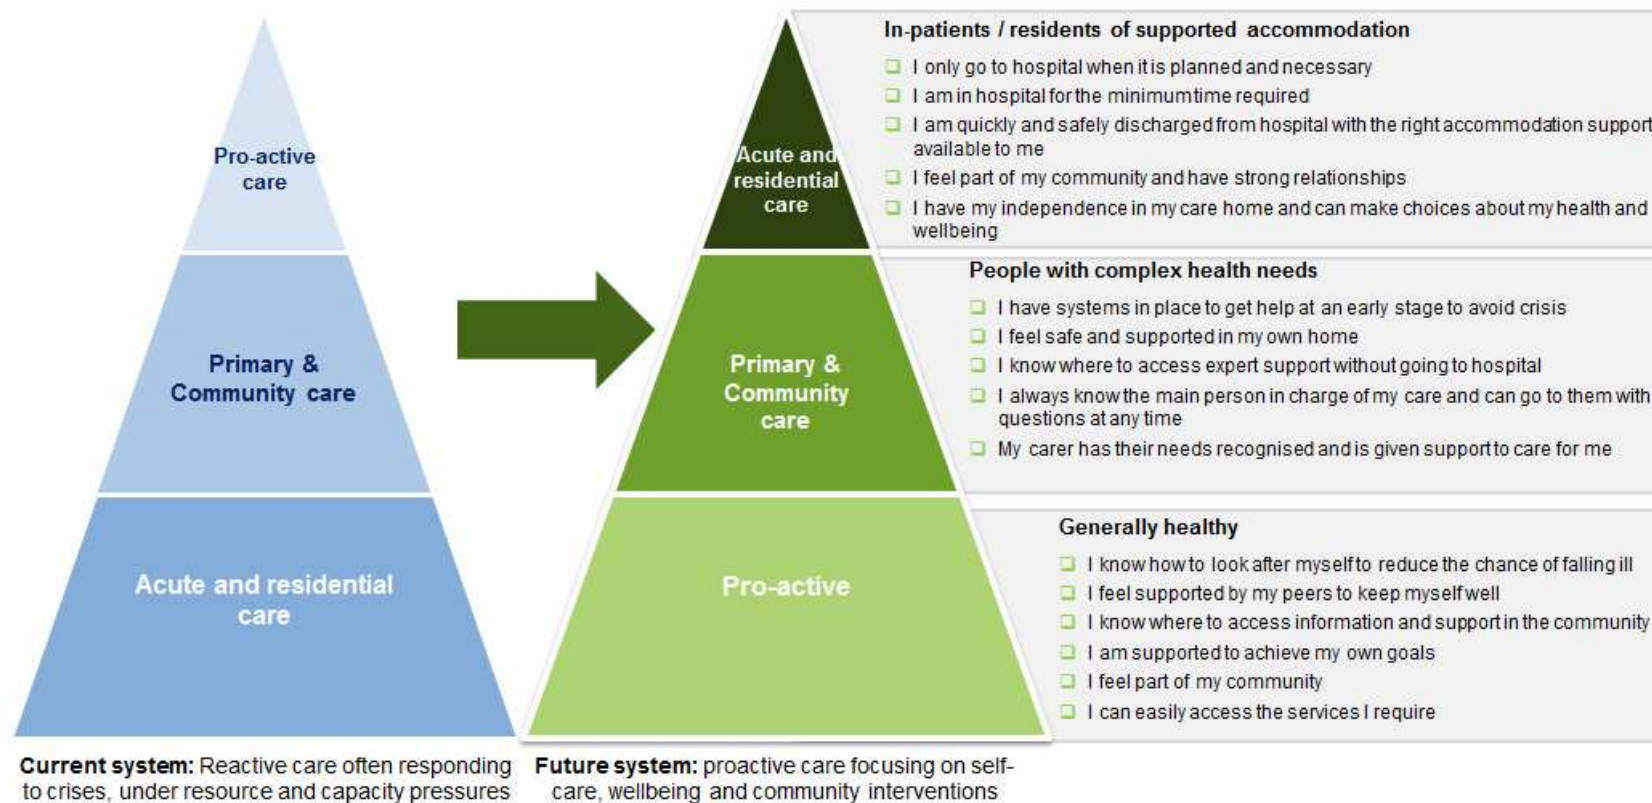 Pro-active
care
Primary &
Community care
Acute and residential
care
Current system: Reactive care often responding
to crises, under resource and capacity pressures
Acute and
residential
care
Primary &
Community
care
Pro-active
Future system: proactive care focusing on self-
care, wellbeing and community interventions
In-patients / residents of supported accommodation
I only go to hospital when it is planned and necessary
I am in hospital for the minimum time required
I am quickly and safely discharged from hospital with the right accommodation support
available to me
I feel part of my community and have strong relationships
I have my independence in my care home and can make choices about my health and
wellbeing
People with complex health needs
I have systems in place to get help at an early stage to avoid crisis
I feel safe and supported in my own home
I know where to access expert support without going to hospital
I always know the main person in charge of my care and can go to them with
questions at any time
My carer has their needs recognised and is given support to care for me
Generally healthy
I know how to look after myself to reduce the chance of falling ill
I feel supported by my peers to keep myself well
I know where to access information and support in the community
I am supported to achieve my own goals
I feel part of my community
I can easily access the services I require